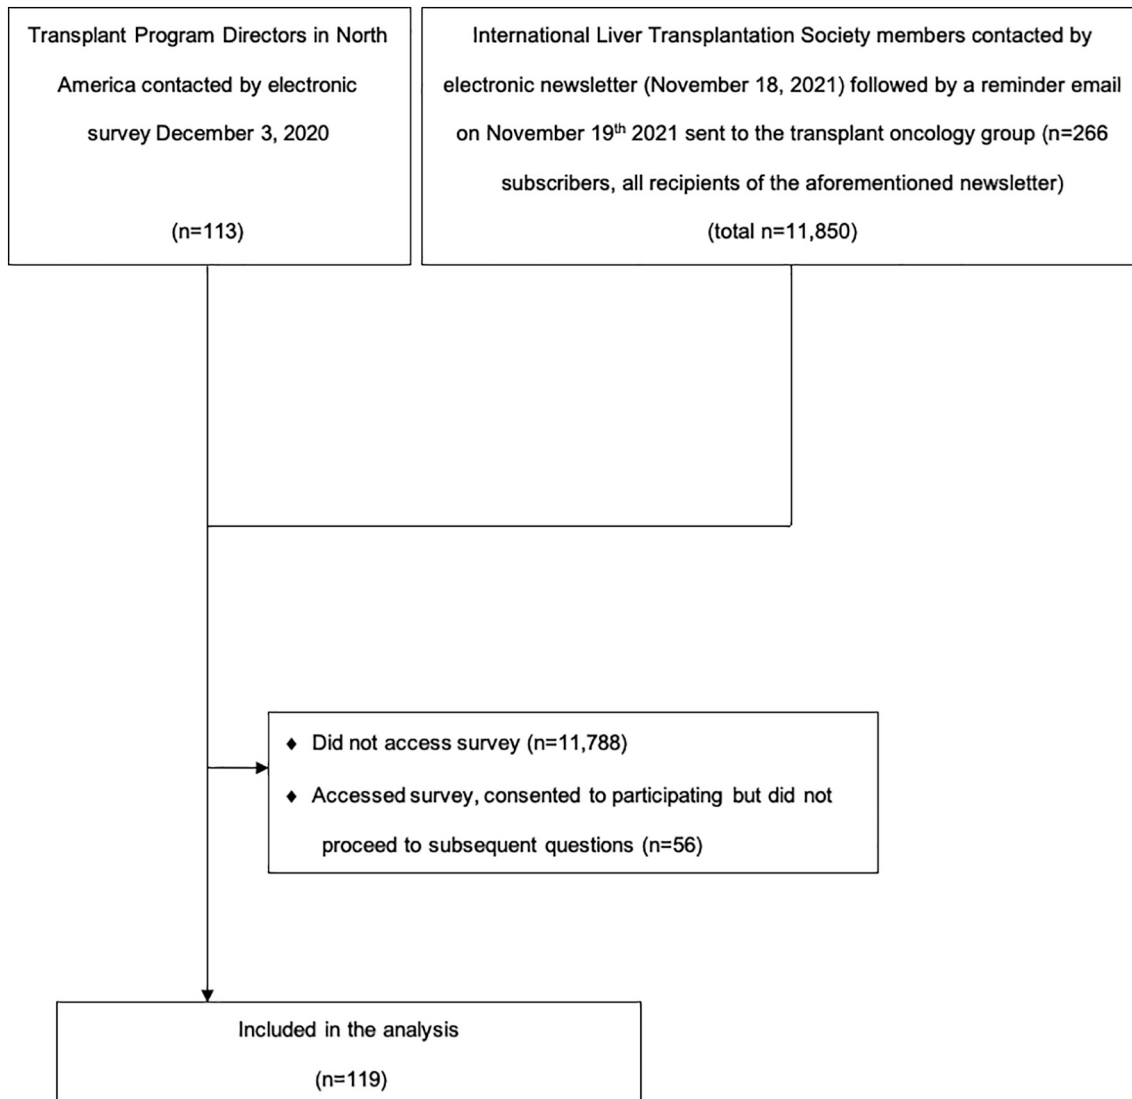 Transplant Program Directors in North
America contacted by electronic
survey December 3, 2020
(n=113)
International Liver Transplantation Society members contacted by
electronic newsletter (November 18, 2021) followed by a reminder email
on November 19th 2021 sent to the transplant oncology group (n=266
subscribers, all recipients of the aforementioned newsletter)
(total n=11,850)
♦ Did not access survey (n=11,788)
♦ Accessed survey, consented to participating but did not
proceed to subsequent questions (n=56)
Included in the analysis
(n=119)